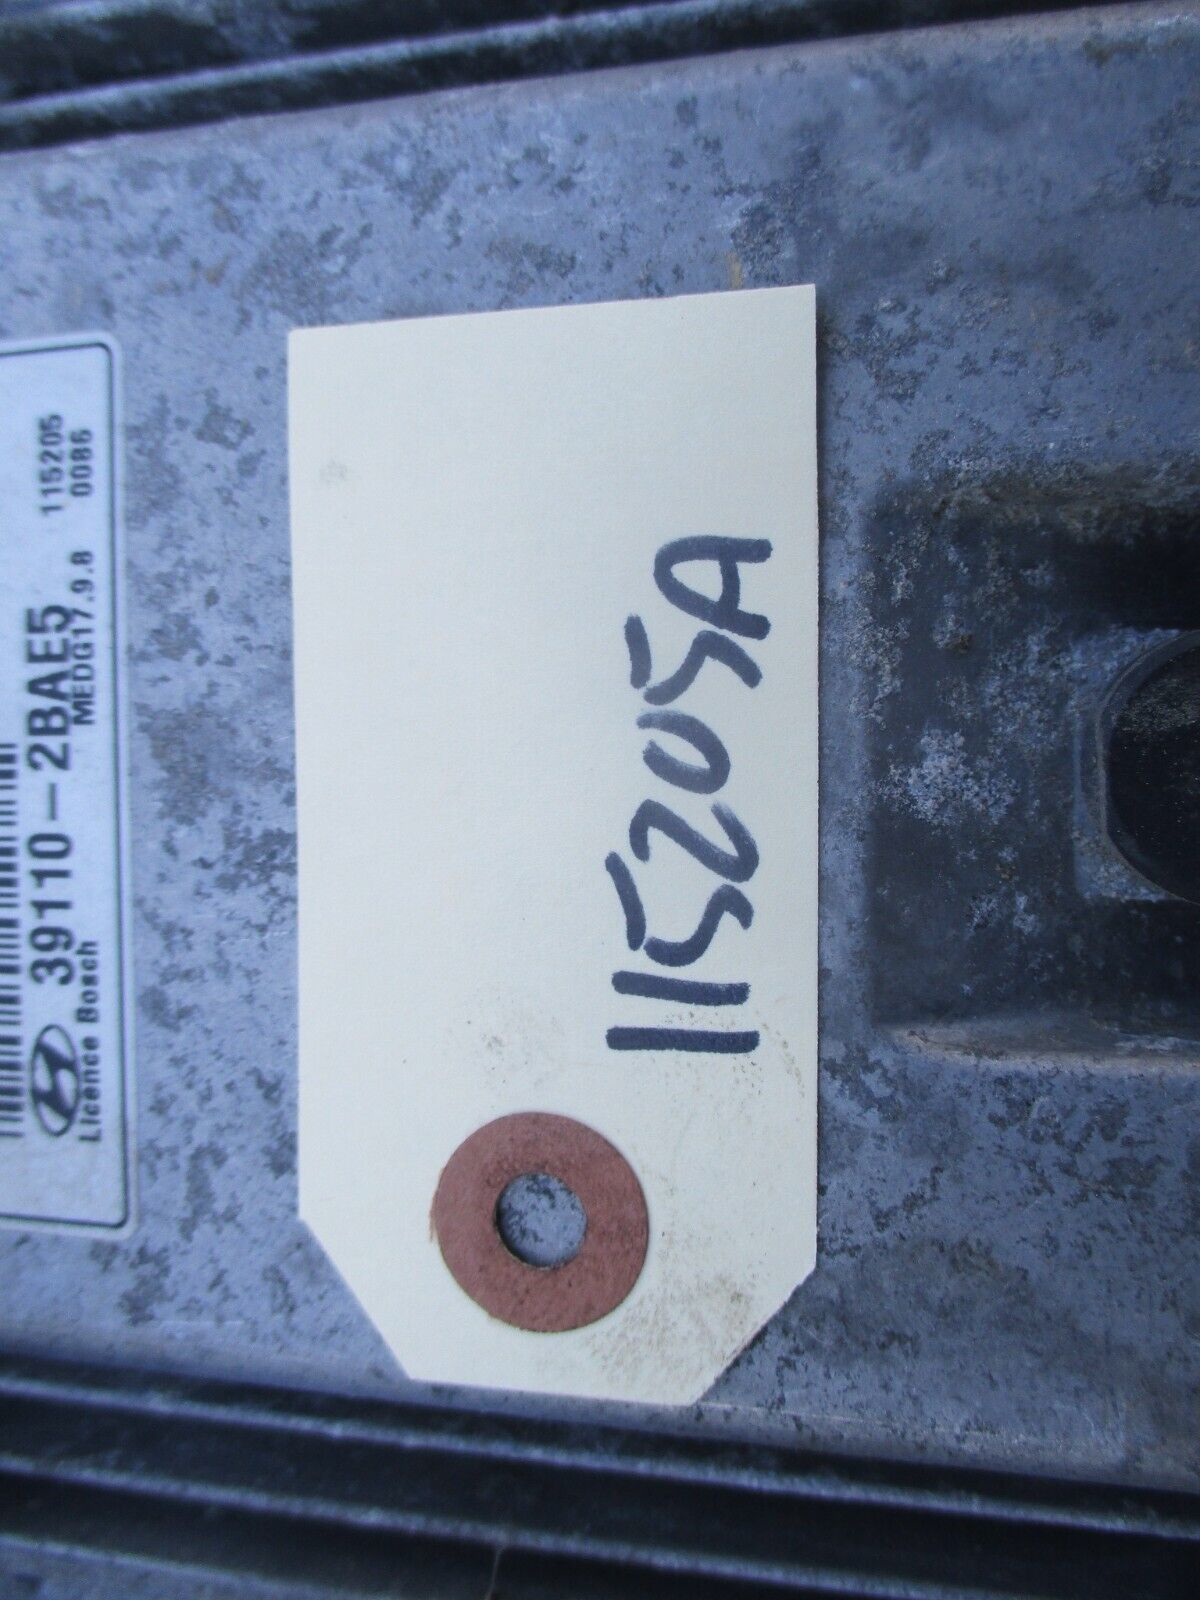 39110-2BAE5
115205
Licence Bosch
MEDG17.9.8
0086
115205A